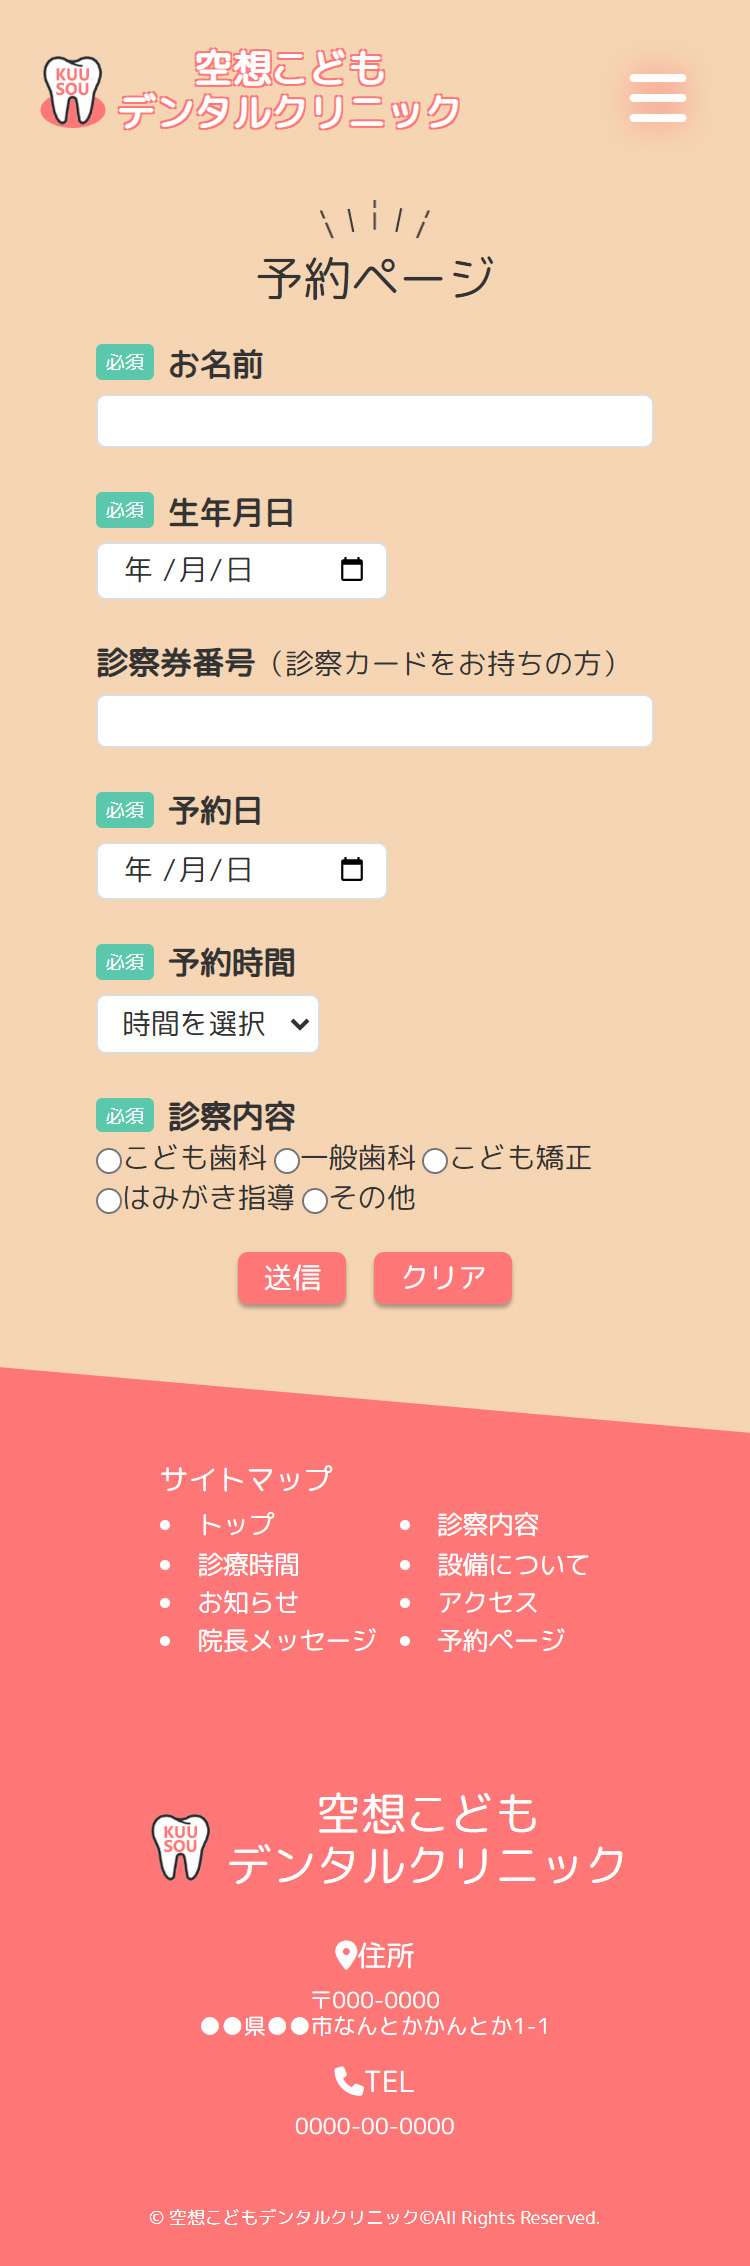 KUU
SOU
空想こども
デンタルクリニック
予約ページ
必須 お名前
必須 生年月日
年 /月/日
診察券番号（診察カードをお持ちの方）
必須 予約日
年 /月/日
必須 予約時間
時間を選択
必須 診察内容
こども歯科 一般歯科 こども矯正
はみがき指導 その他
送信 クリア
サイトマップ
• トップ • 診察内容
• 診療時間 • 設備について
• お知らせ • アクセス
• 院長メッセージ • 予約ページ
KUU
SOU
空想こども
デンタルクリニック
住所
〒000-0000
●●県●●市なんとかかんとか1-1
TEL
0000-00-0000
© 空想こどもデンタルクリニック©All Rights Reserved.